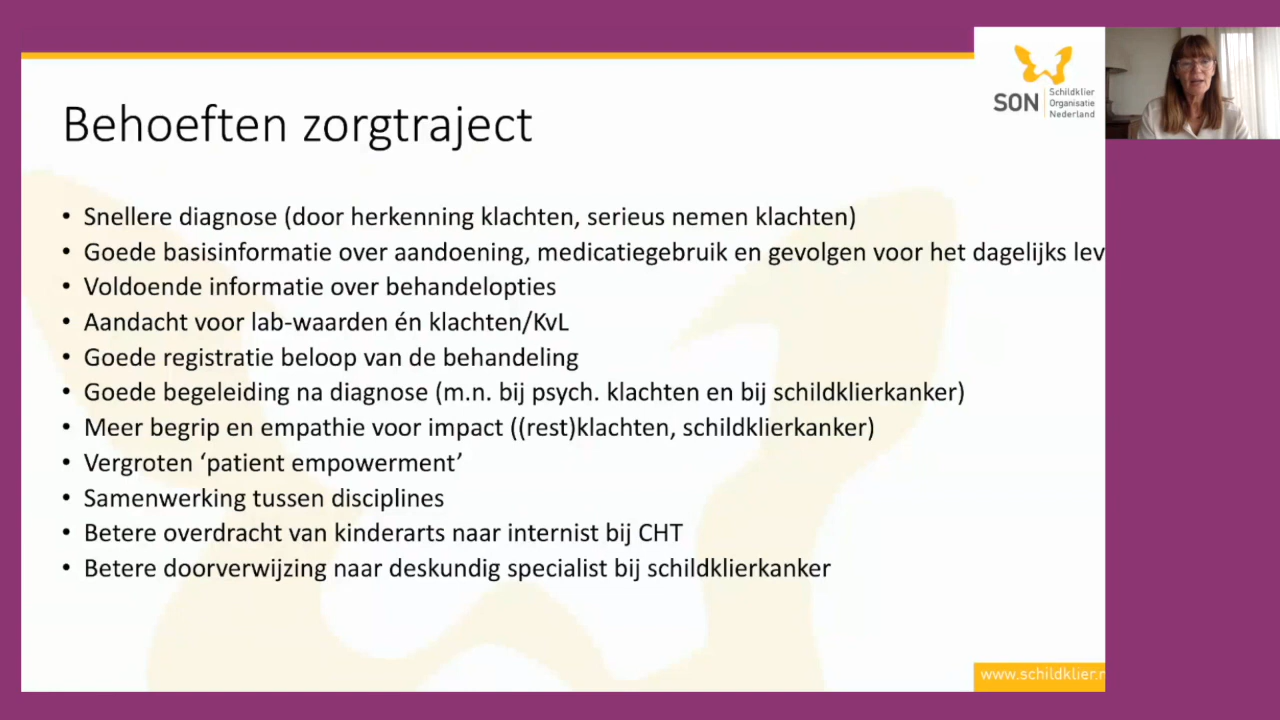 SON
Schildklier
Organisatie
Nederland
Behoeften zorgtraject
• Snellere diagnose (door herkenning klachten, serieus nemen klachten)
• Goede basisinformatie over aandoening, medicatiegebruik en gevolgen voor het dagelijks lev
• Voldoende informatie over behandelopties
• Aandacht voor lab-waarden én klachten/KvL
• Goede registratie beloop van de behandeling
• Goede begeleiding na diagnose (m.n. bij psych. klachten en bij schildklierkanker)
• Meer begrip en empathie voor impact ((rest)klachten, schildklierkanker)
• Vergroten ‘patient empowerment’
• Samenwerking tussen disciplines
• Betere overdracht van kinderarts naar internist bij CHT
• Betere doorverwijzing naar deskundig specialist bij schildklierkanker
www.schildklier.n